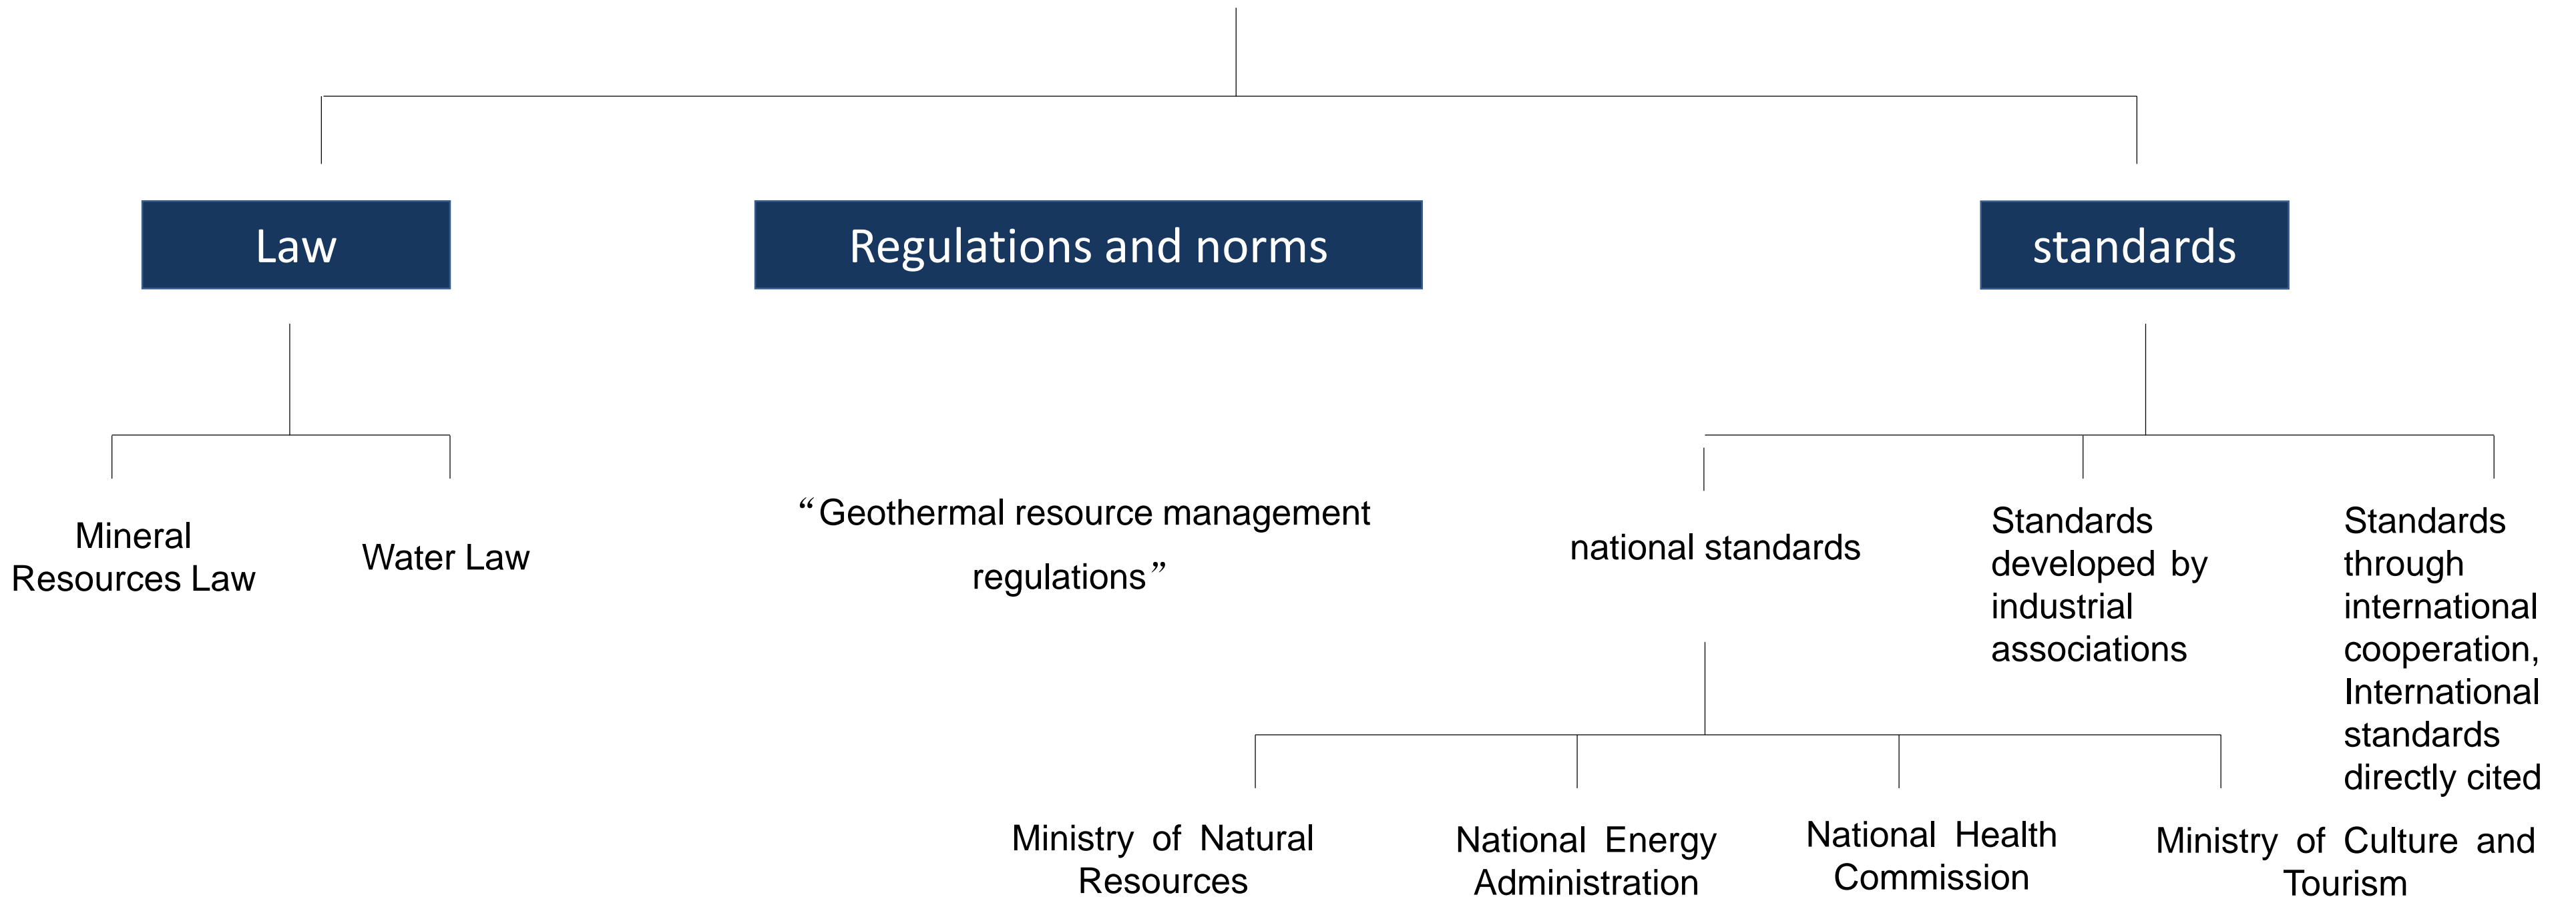 Law
Regulations and norms
standards
Mineral
Resources Law
Water Law
“Geothermal resource management
regulations”
national standards
Standards
developed by
industrial
associations
Standards
through
international
cooperation,
International
standards
directly cited
Ministry of Natural
Resources
National Energy
Administration
National Health
Commission
Ministry of Culture and
Tourism